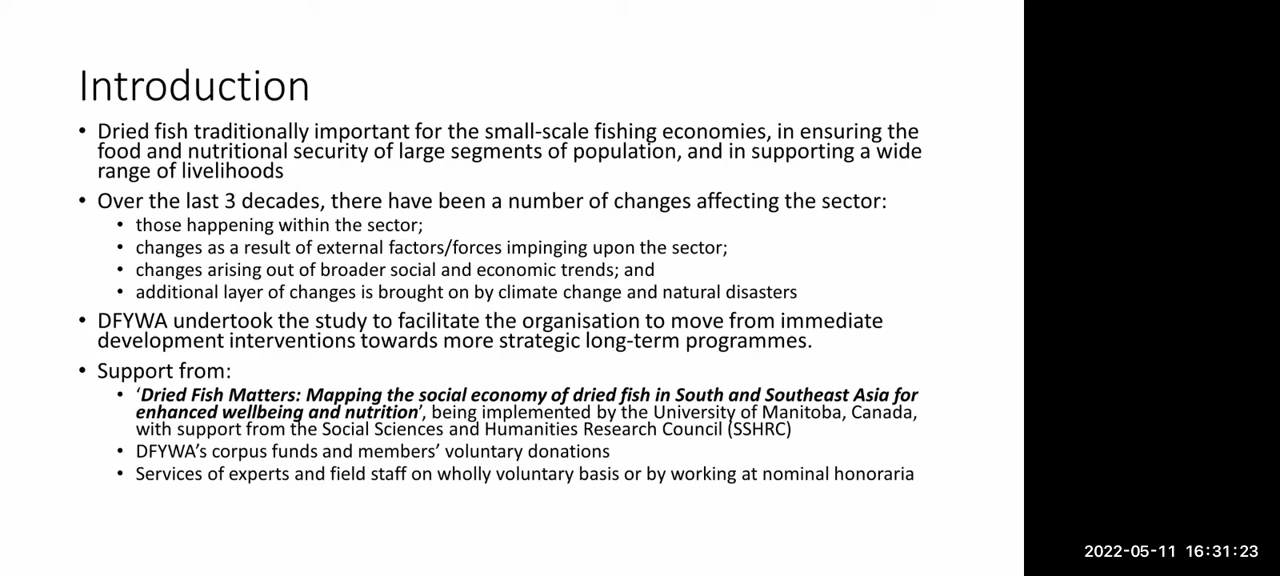 Introduction
• Dried fish traditionally important for the small-scale fishing economies, in ensuring the
food and nutritional security of large segments of population, and in supporting a wide
range of livelihoods
• Over the last 3 decades, there have been a number of changes affecting the sector:
• those happening within the sector;
• changes as a result of external factors/forces impinging upon the sector;
• changes arising out of broader social and economic trends; and
• additional layer of changes is brought on by climate change and natural disasters
• DFYWA undertook the study to facilitate the organisation to move from immediate
development interventions towards more strategic long-term programmes.
• Support from:
• ‘Dried Fish Matters: Mapping the social economy of dried fish in South and Southeast Asia for
enhanced wellbeing and nutrition’, being implemented by the University of Manitoba, Canada,
with support from the Social Sciences and Humanities Research Council (SSHRC)
• DFYWA’s corpus funds and members’ voluntary donations
• Services of experts and field staff on wholly voluntary basis or by working at nominal honoraria
2022-05-11 16:31:23